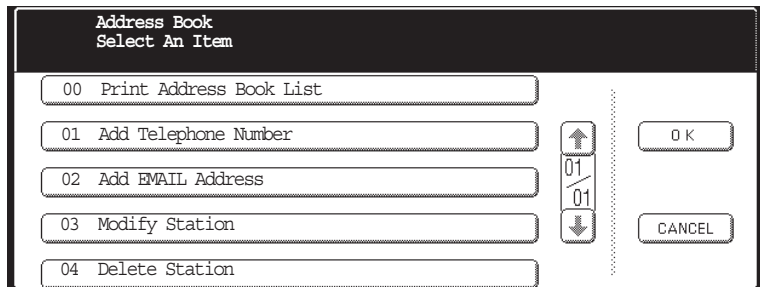 Address Book
Select An Item
00 Print Address Book List
01 Add Telephone Number
OK
02 Add EMAIL Address
01/01
03 Modify Station
CANCEL
04 Delete Station